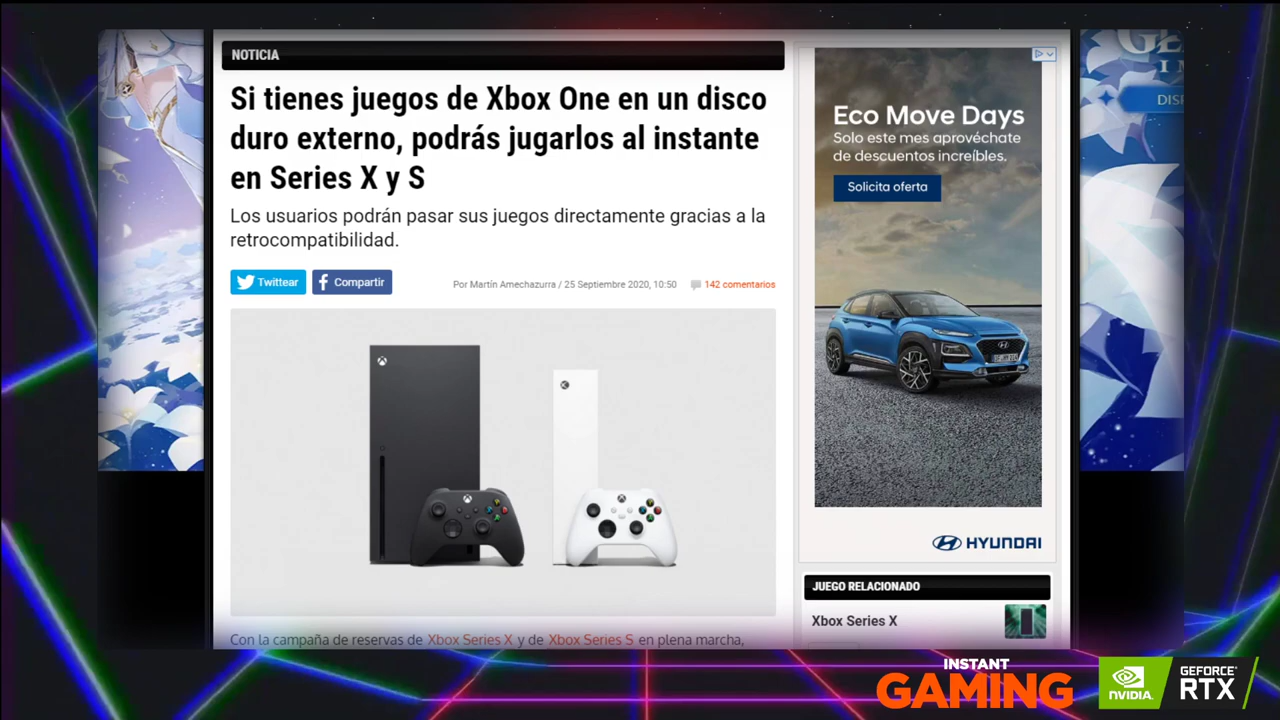 NOTICIA
Si tienes juegos de Xbox One en un disco
duro externo, podrás jugarlos al instante
en Series X y S
Los usuarios podrán pasar sus juegos directamente gracias a la
retrocompatibilidad.
Twittear
Compartir
Por Martín Amechazurra / 25 Septiembre 2020, 10:50
142 comentarios
Con la campaña de reservas de Xbox Series X y de Xbox Series S en plena marcha,
Eco Move Days
Solo este mes aprovéchate
de descuentos increíbles.
Solicita oferta
HYUNDAI
JUEGO RELACIONADO
Xbox Series X
INSTANT
GAMING
NVIDIA.
GEFORCE
RTX